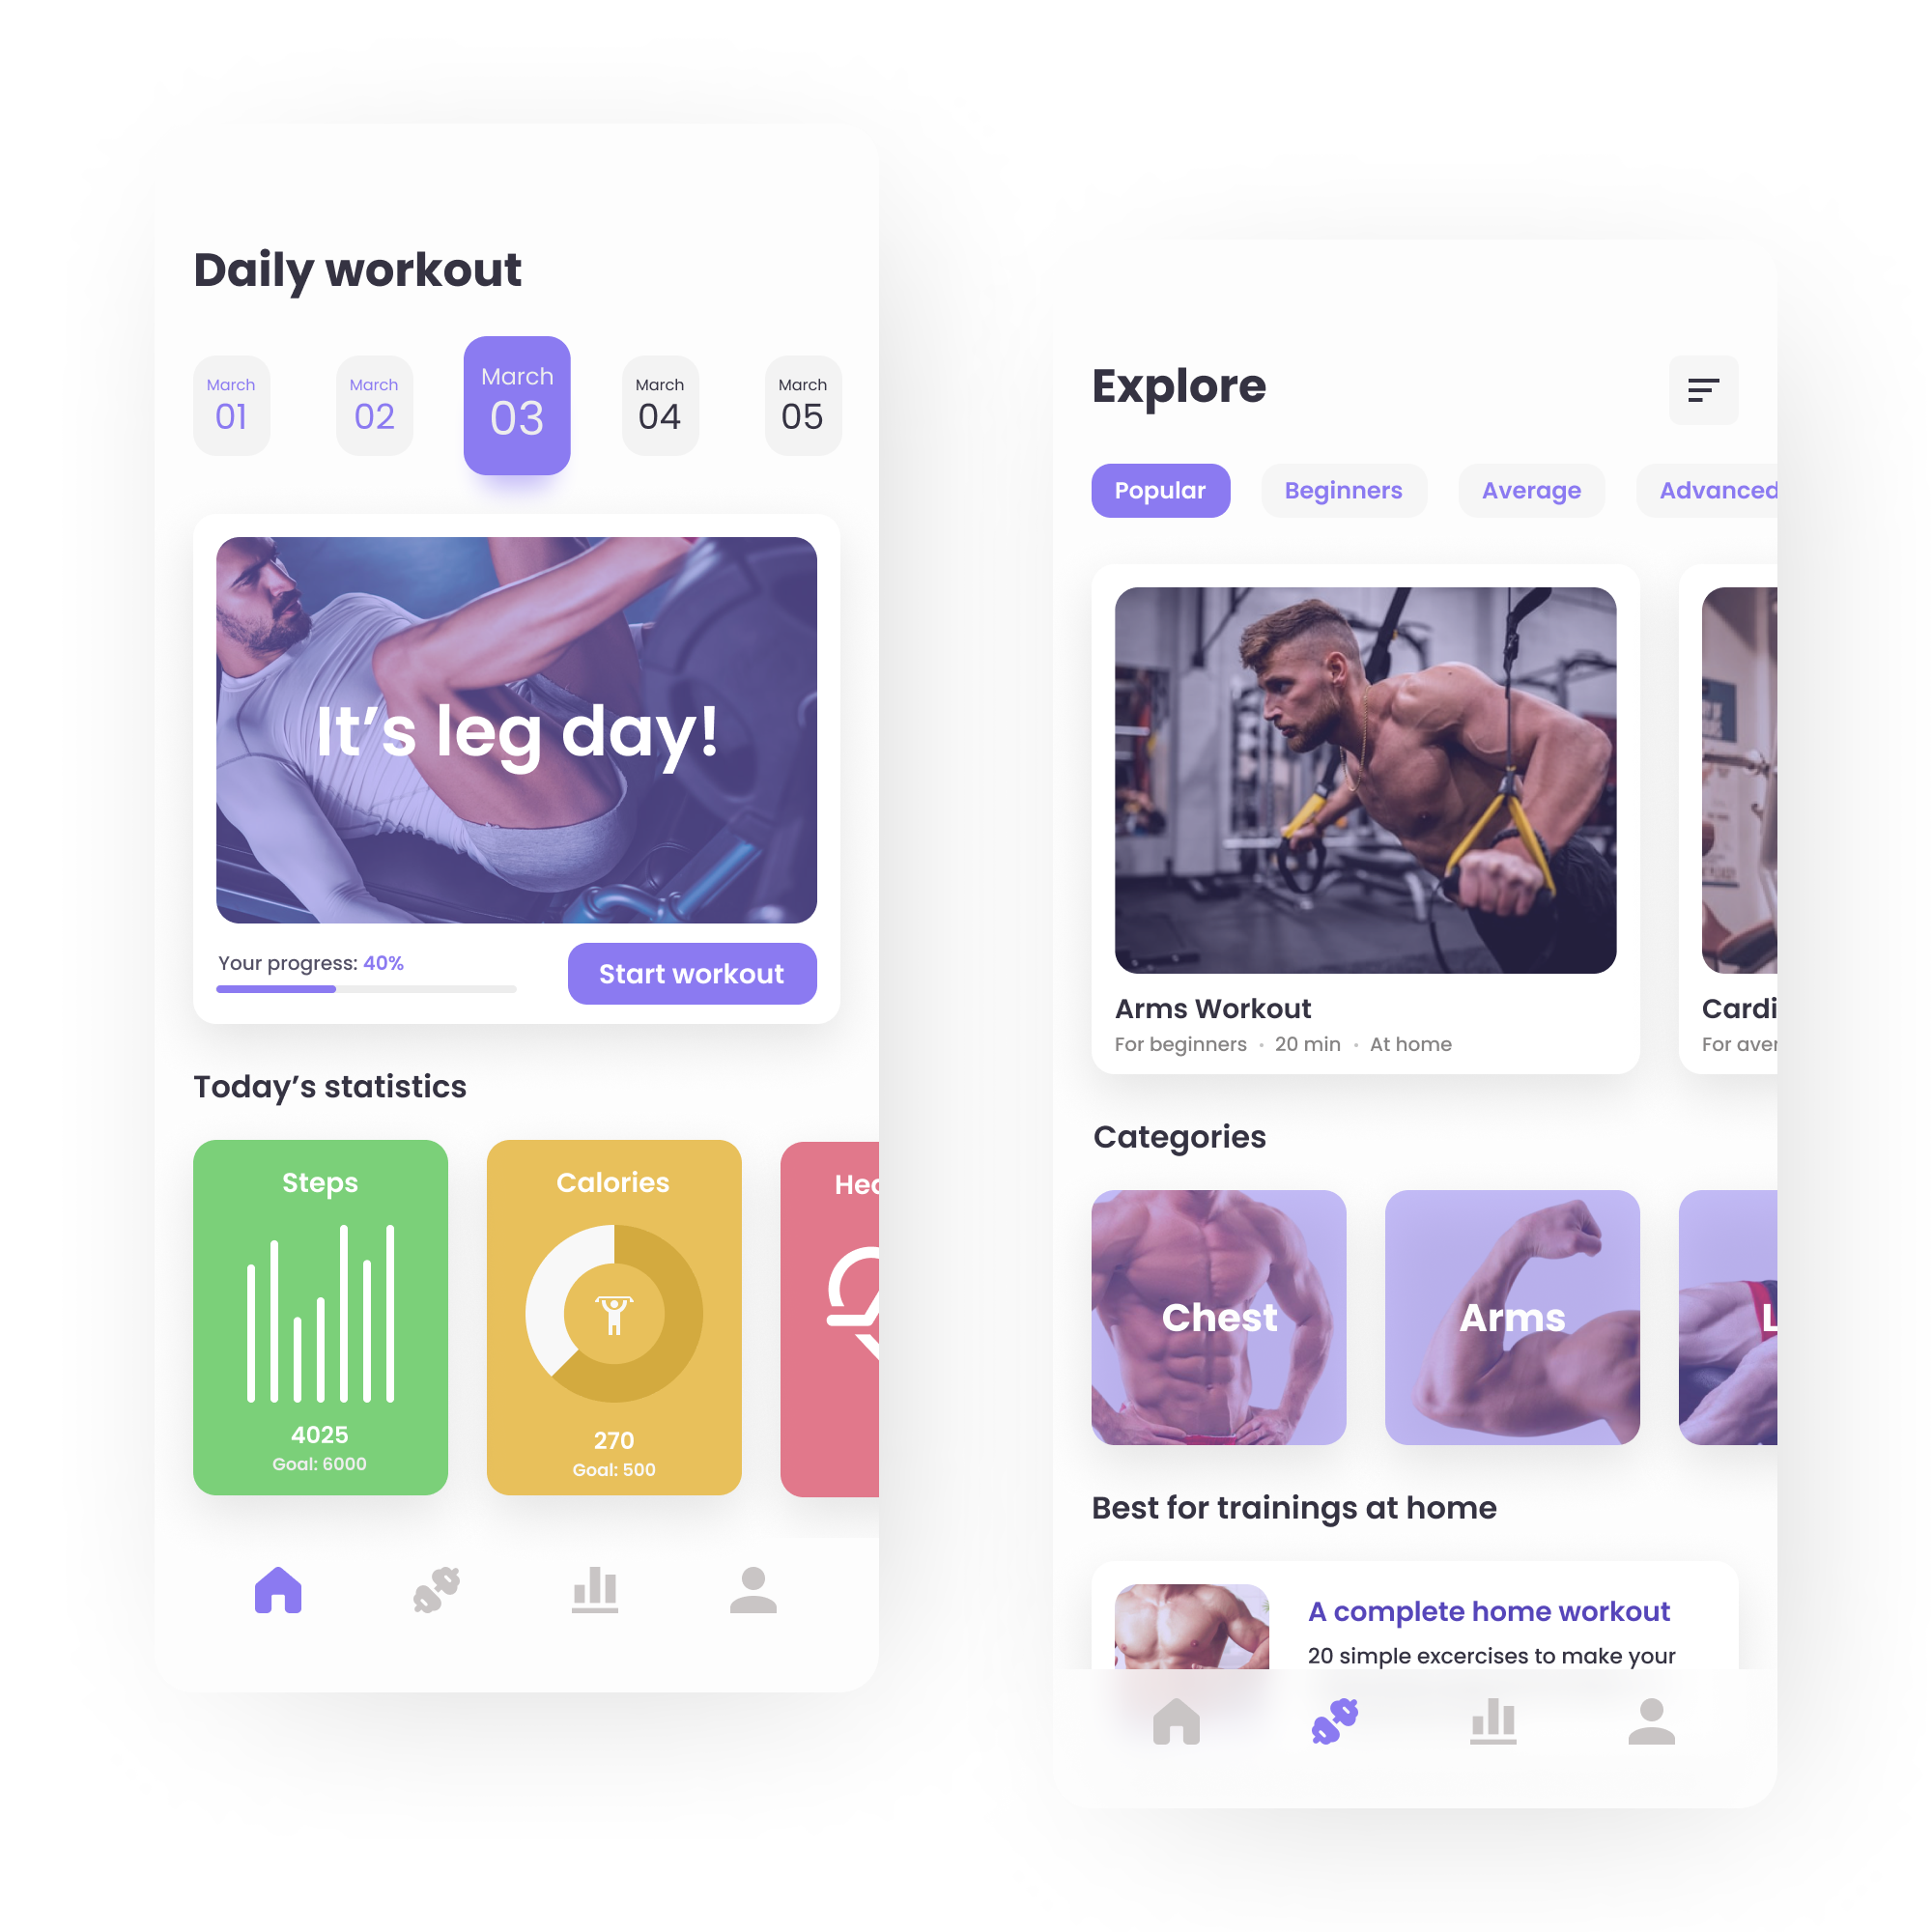 Daily workout
March
01
March
02
March
03
March
04
March
05
It’s leg day!
Your progress: 40%
Start workout
Today’s statistics
Steps
4025
Goal: 6000
Calories
270
Goal: 500
Explore
Popular
Beginners
Average
Advanced
Arms Workout
For beginners • 20 min • At home
Cardi
For aver
Categories
Chest
Arms
L
Best for trainings at home
A complete home workout
20 simple excercises to make your